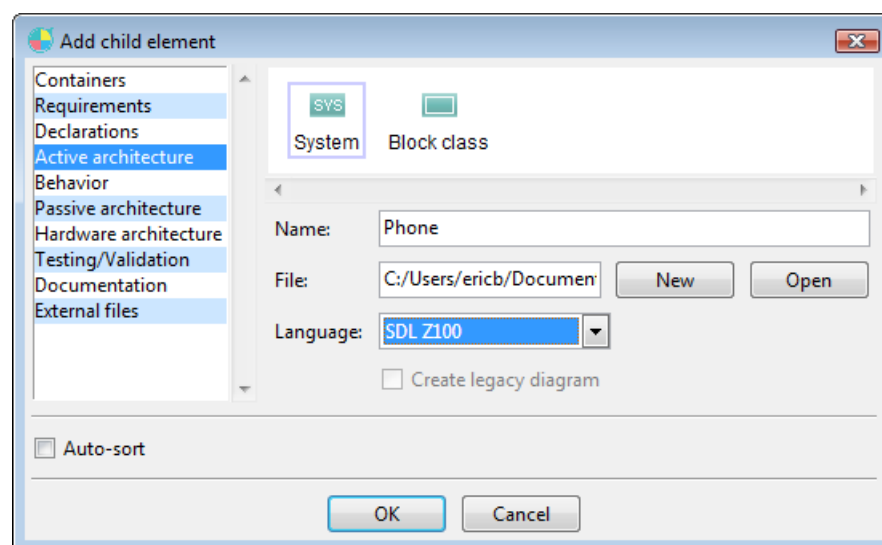 Add child element
Containers
Requirements
Declarations
Active architecture
Behavior
Passive architecture
Hardware architecture
Testing/Validation
Documentation
External files
SYS
System
Block class
Name:
Phone
File:
C:/Users/ericb/Documen
New
Open
Language:
SDL Z100
Create legacy diagram
Auto-sort
OK
Cancel